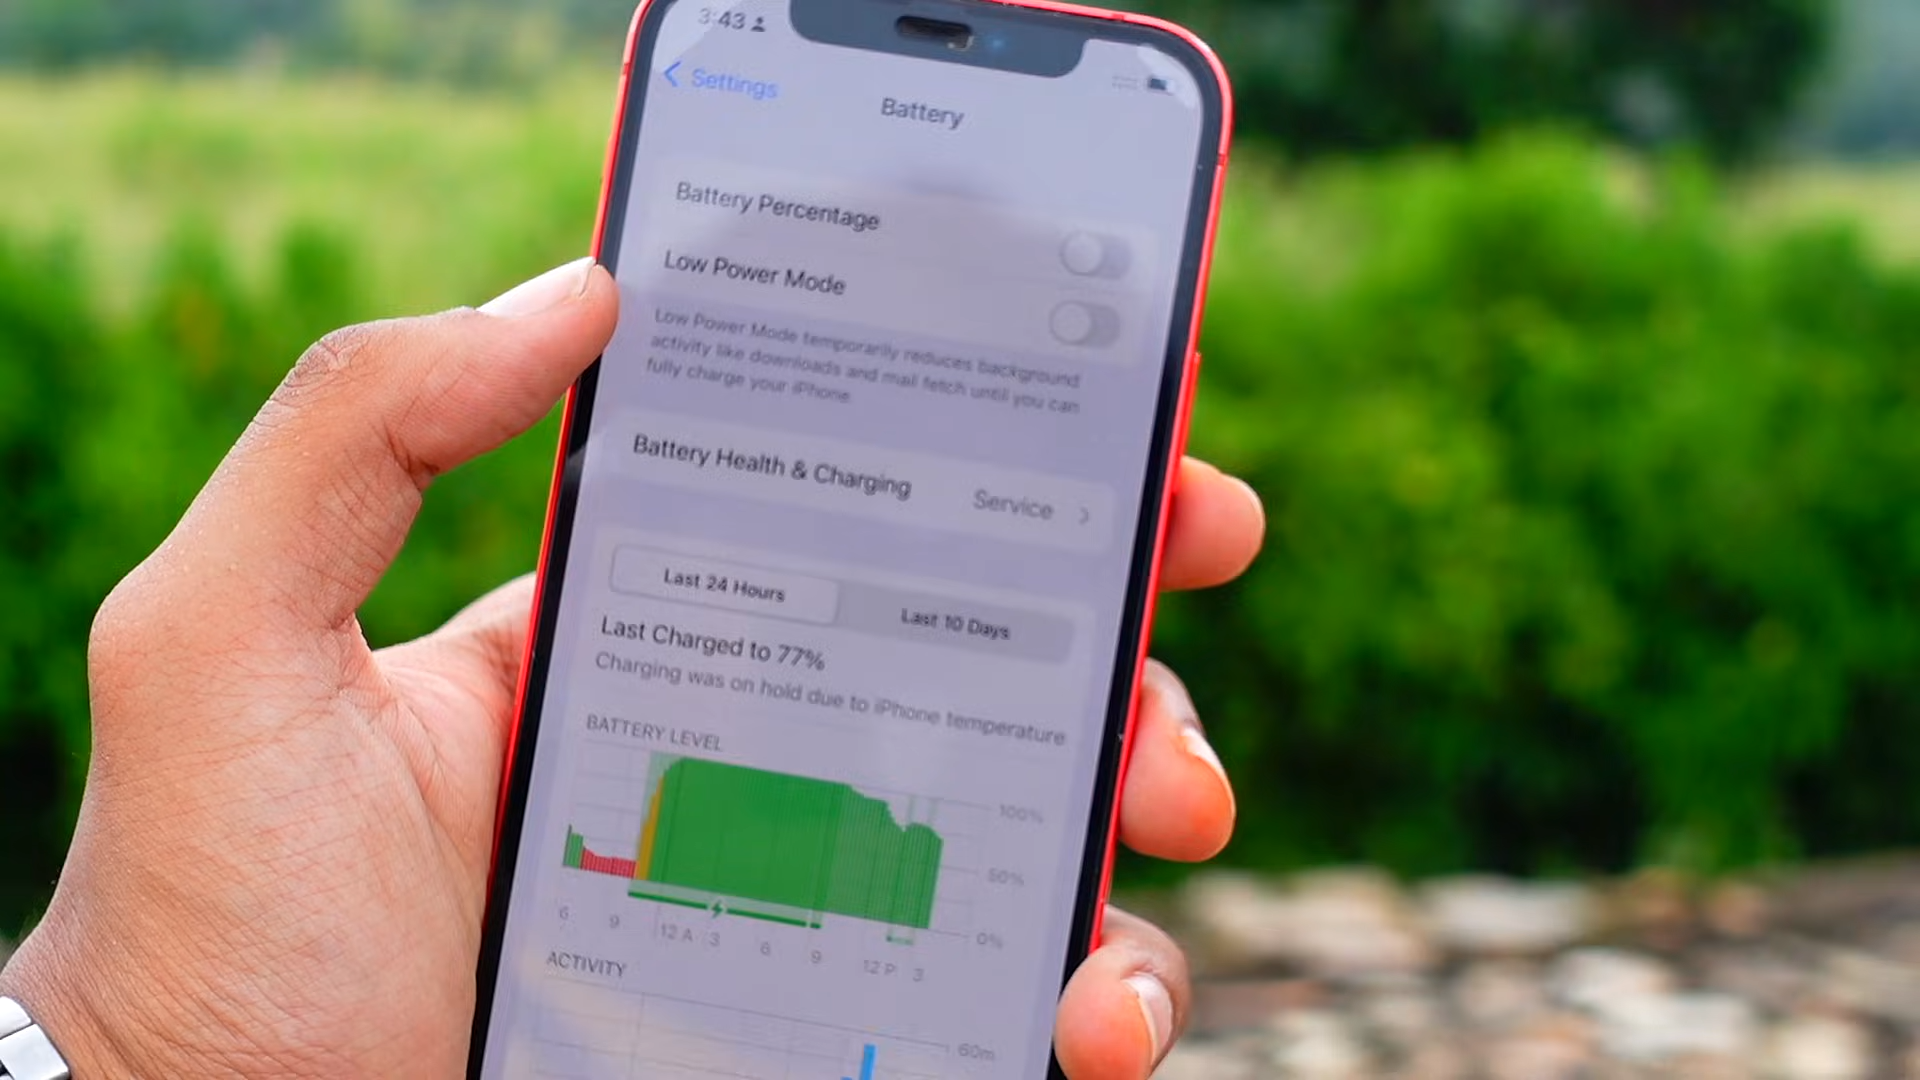 3:43
Settings
Battery
Battery Percentage
Low Power Mode
Low Power Mode temporarily reduces background
activity like downloads and mail fetch until you can
fully charge your iPhone.
Battery Health & Charging Service
Last 24 Hours Last 10 Days
Last Charged to 77%
Charging was on hold due to iPhone temperature
BATTERY LEVEL
100%
50%
0%
6 9 12 A 3 6 9 12 P 3
ACTIVITY
60m